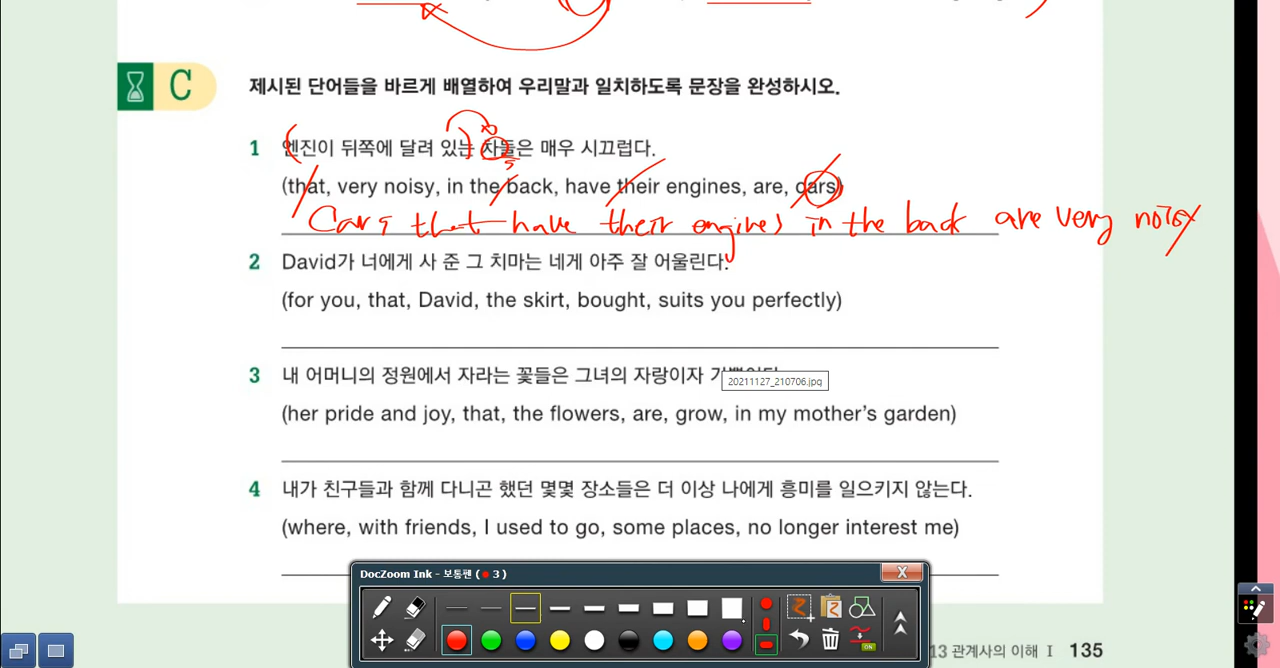 C 제시된 단어들을 바르게 배열하여 우리말과 일치하도록 문장을 완성하시오.
1 엔진이 뒤쪽에 달려 있는 차들은 매우 시끄럽다.
(that, very noisy, in the back, have their engines, are, cars)
Cars that have their engines in the back are very noisy
2 David가 너에게 사 준 그 치마는 네게 아주 잘 어울린다.
(for you, that, David, the skirt, bought, suits you perfectly)
3 내 어머니의 정원에서 자라는 꽃들은 그녀의 자랑이자
20211127_210706.jpq
(her pride and joy, that, the flowers, are, grow, in my mother's garden)
4 내가 친구들과 함께 다니곤 했던 몇몇 장소들은 더 이상 나에게 흥미를 일으키지 않는다.
(where, with friends, I used to go, some places, no longer interest me)
DocZoom Ink - 보통펜 ( 3 )
X
ON
13 관계사의 이해 I 135